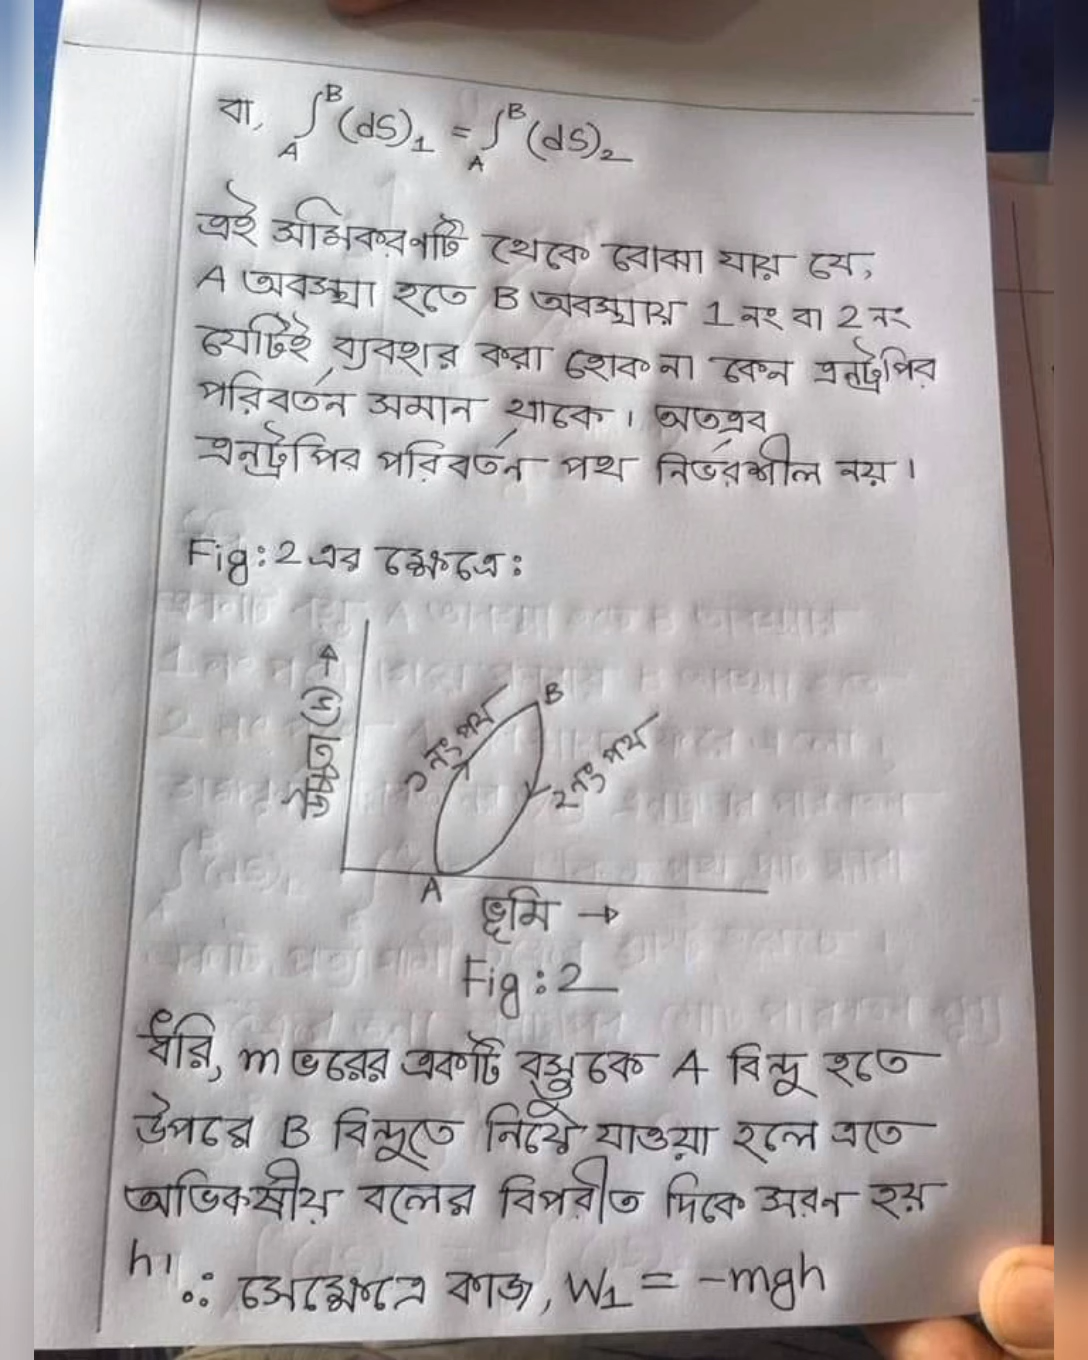 বা, ∫_A^B (dS)₁ = ∫_A^B (dS)₂
এই সমিকরণটি থেকে বোঝা যায় যে,
A অবস্থা হতে B অবস্থায় 1 নং বা 2 নং
যেটিই ব্যবহার করা হোক না কেন এনট্রপির
পরিবর্তন সমান থাকে। অতএব
এনট্রপির পরিবর্তন পথ নির্ভরশীল নয়।
Fig:2 এর ক্ষেত্রে:
উচ্চতা (h) →
১ নং পথ
B
2 নং পথ
A
ভূমি →
Fig:2
ধরি, m ভরের একটি বস্তুকে A বিন্দু হতে
উপরে B বিন্দুতে নিয়ে যাওয়া হলে এতে
অভিকর্ষীয় বলের বিপরীত দিকে সরন হয়
h। ∴ সেক্ষেত্রে কাজ, W₁ = -mgh